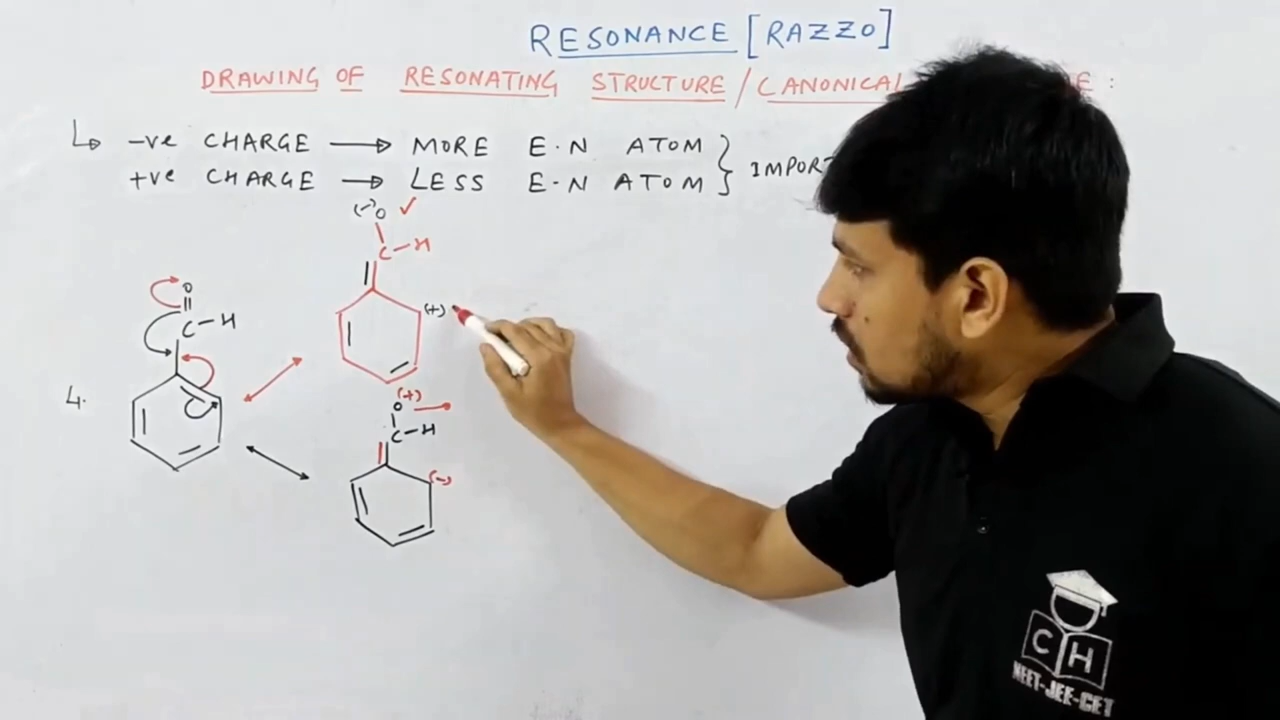 RESONANCE [RAZZO]
DRAWING OF RESONATING STRUCTURE / CANONICAL
↳ -ve CHARGE → MORE E.N ATOM
+ve CHARGE → LESS E-N ATOM } IMPORT
(-) O ✓
C - H
(+)
O
C - H
4.
(+)
O
C - H
(-)
C H
NEET-JEE-CET